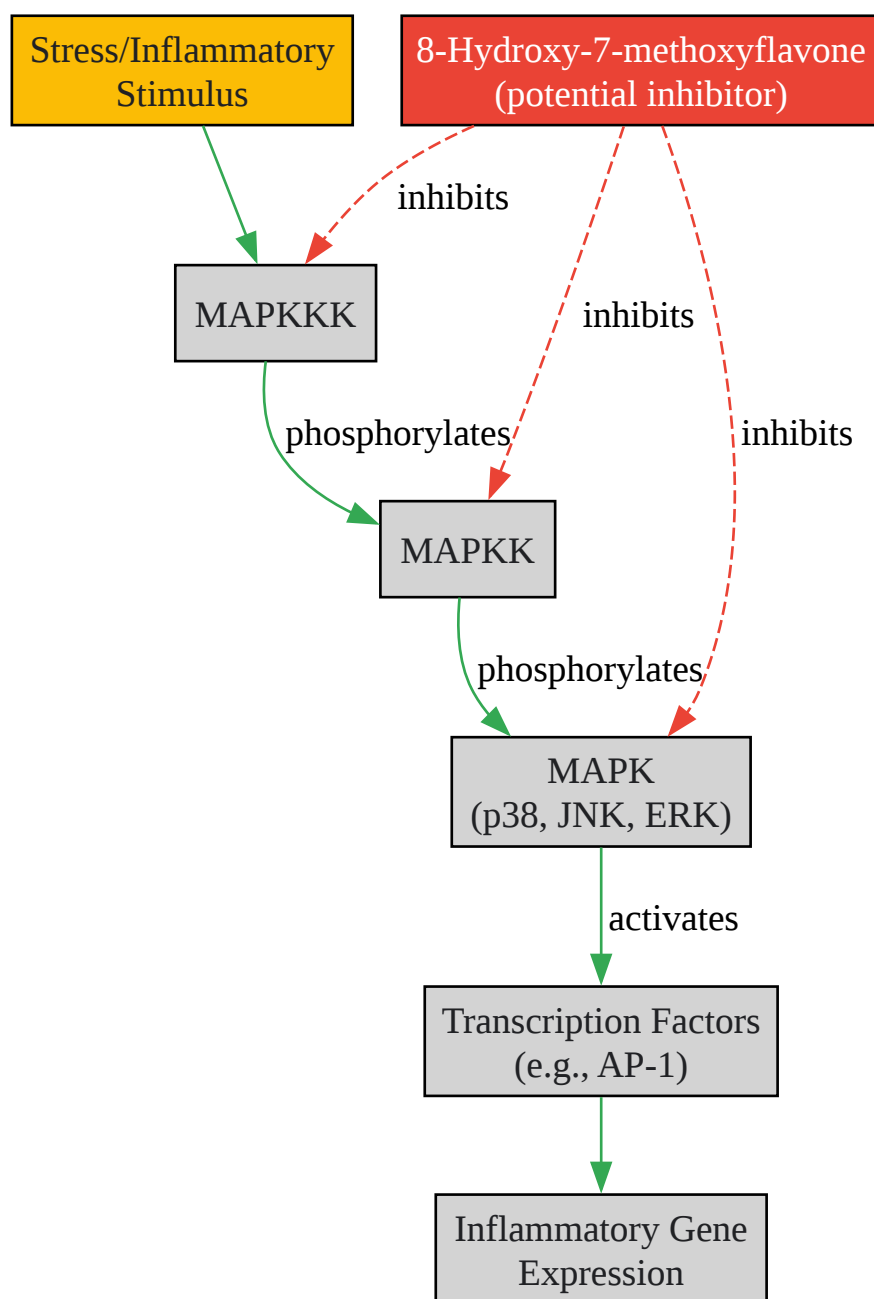 Stress/Inflammatory
Stimulus
8-Hydroxy-7-methoxyflavone
(potential inhibitor)
inhibits
MAPKKK
inhibits
phosphorylates
inhibits
MAPKK
phosphorylates
MAPK
(p38, JNK, ERK)
activates
Transcription Factors
(e.g., AP-1)
Inflammatory Gene
Expression